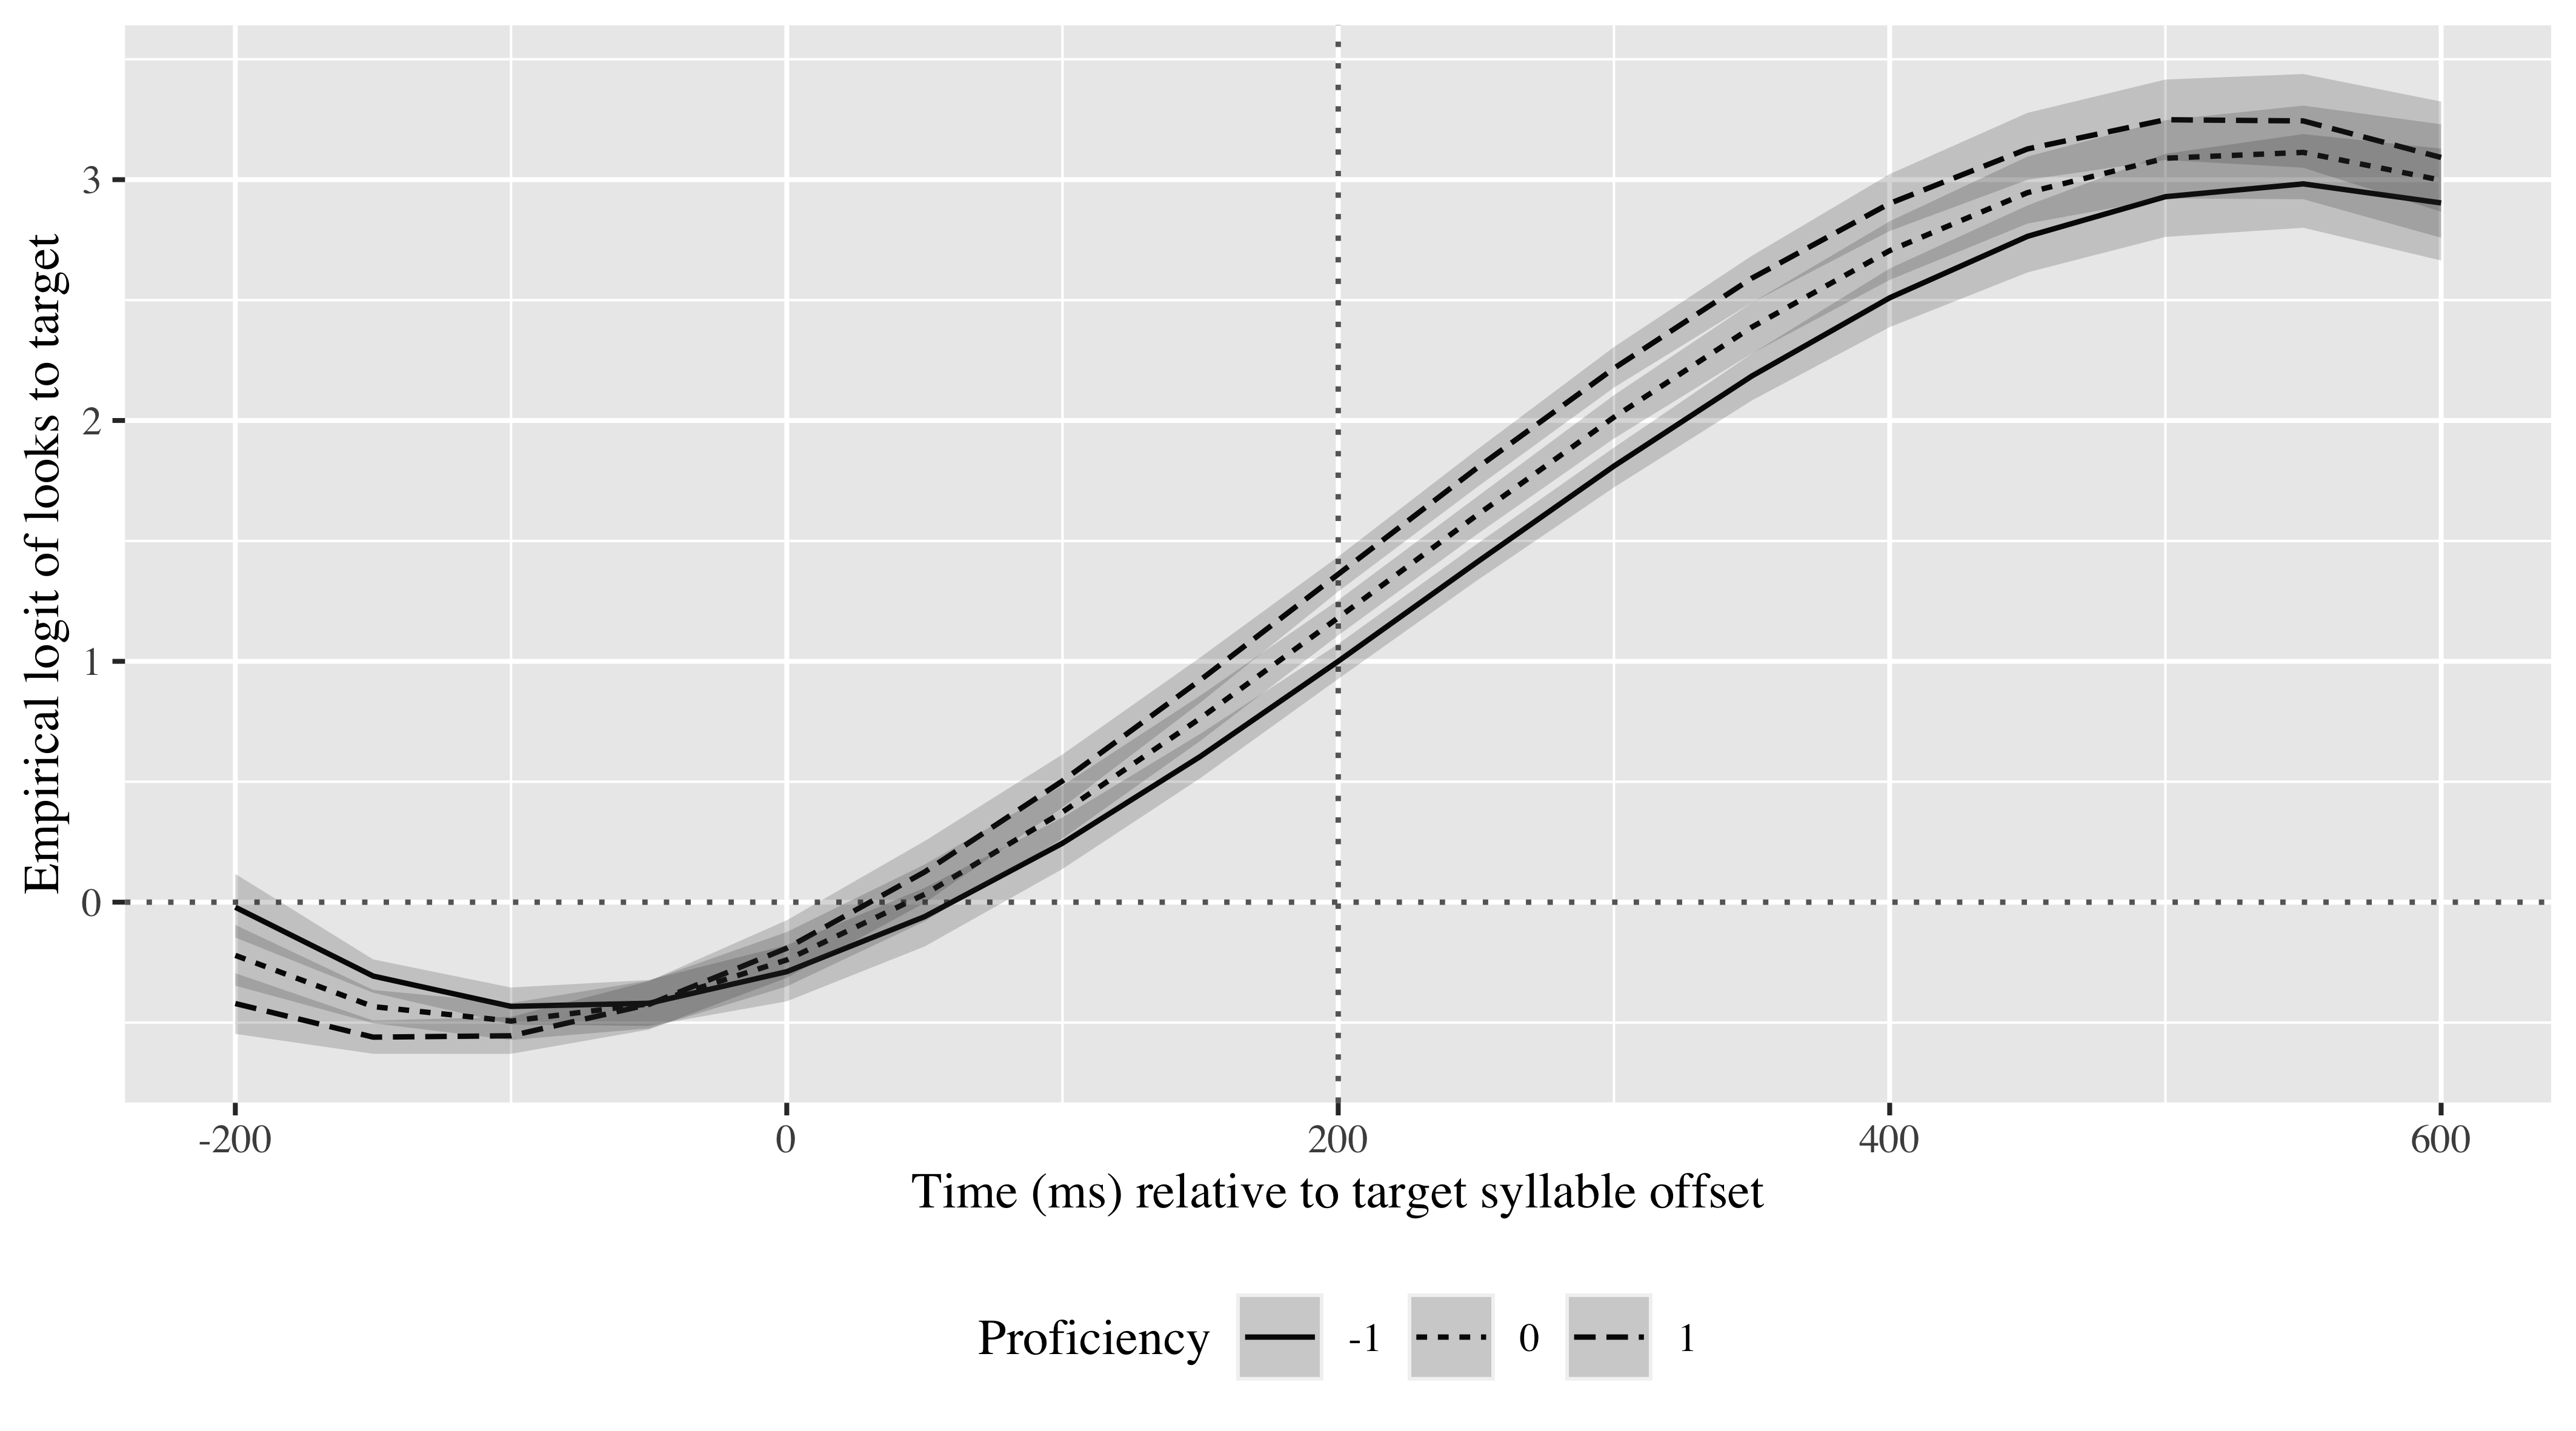 Empirical logit of looks to target
3
2
1
0
-200 0 200 400 600
Time (ms) relative to target syllable offset
Proficiency -1 0 1